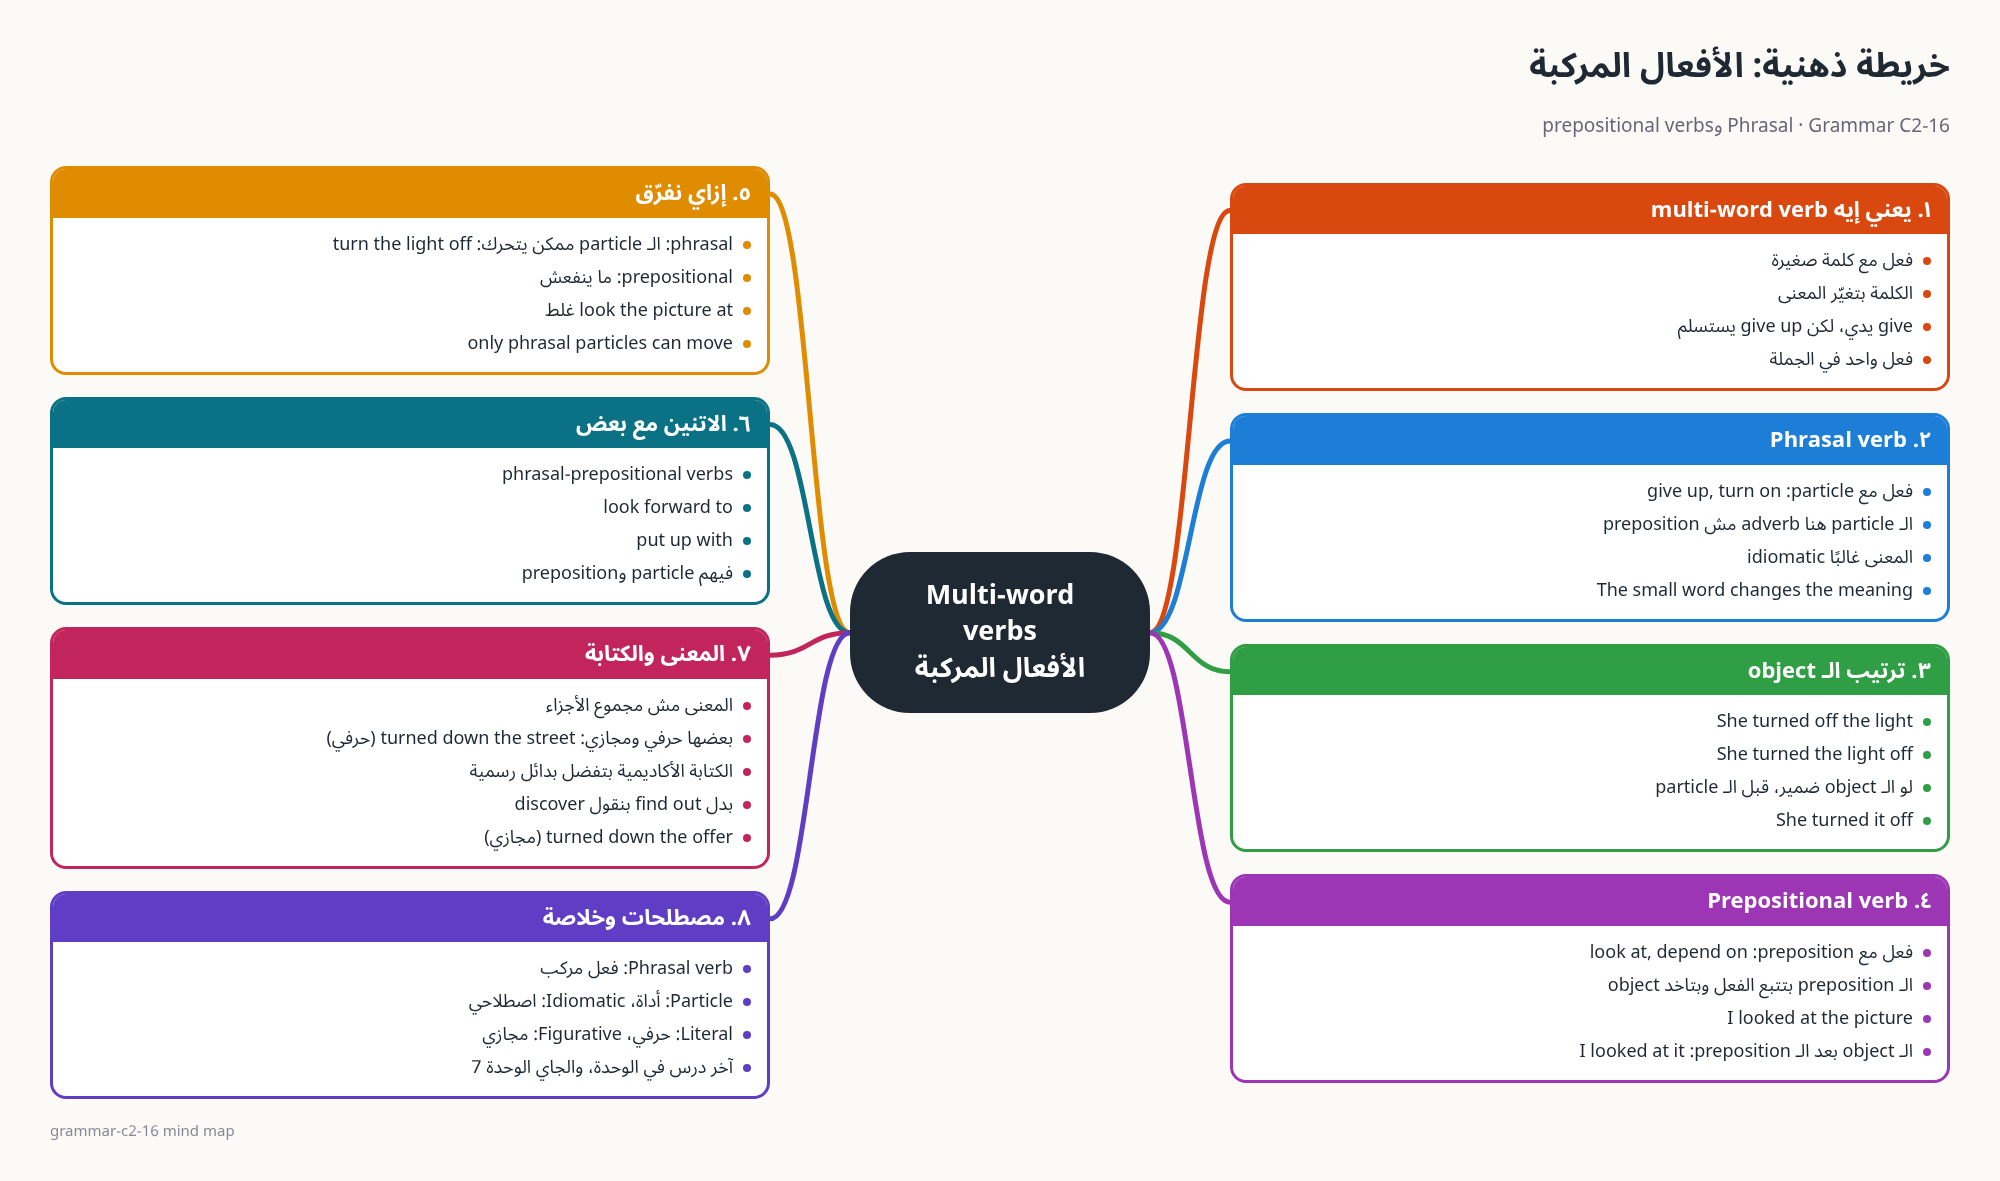 خريطة ذهنية: الأفعال المركبة
Phrasal · Grammar C2-16 وprepositional verbs
١. يعني إيه multi-word verb
فعل مع كلمة صغيرة
الكلمة بتغيّر المعنى
give يدي، لكن give up يستسلم
فعل واحد في الجملة
٢. Phrasal verb
فعل مع particle: give up, turn on
الـ particle هنا adverb مش preposition
المعنى غالبًا idiomatic
The small word changes the meaning
٣. ترتيب الـ object
She turned off the light
She turned the light off
لو الـ object ضمير، قبل الـ particle
She turned it off
٤. Prepositional verb
فعل مع preposition: look at, depend on
الـ preposition بتتبع الفعل وبتاخد object
I looked at the picture
الـ object بعد الـ preposition: I looked at it
Multi-word
verbs
الأفعال المركبة
٥. إزاي نفرّق
phrasal: الـ particle ممكن يتحرك: turn the light off
prepositional: ما ينفعش
look the picture at غلط
only phrasal particles can move
٦. الاتنين مع بعض
phrasal-prepositional verbs
look forward to
put up with
فيهم particle وpreposition
٧. المعنى والكتابة
المعنى مش مجموع الأجزاء
بعضها حرفي ومجازي: turned down the street (حرفي)
الكتابة الأكاديمية بتفضل بدائل رسمية
بدل find out بنقول discover
turned down the offer (مجازي)
٨. مصطلحات وخلاصة
Phrasal verb: فعل مركب
Particle: أداة، Idiomatic: اصطلاحي
Literal: حرفي، Figurative: مجازي
آخر درس في الوحدة، والجاي الوحدة 7
grammar-c2-16 mind map